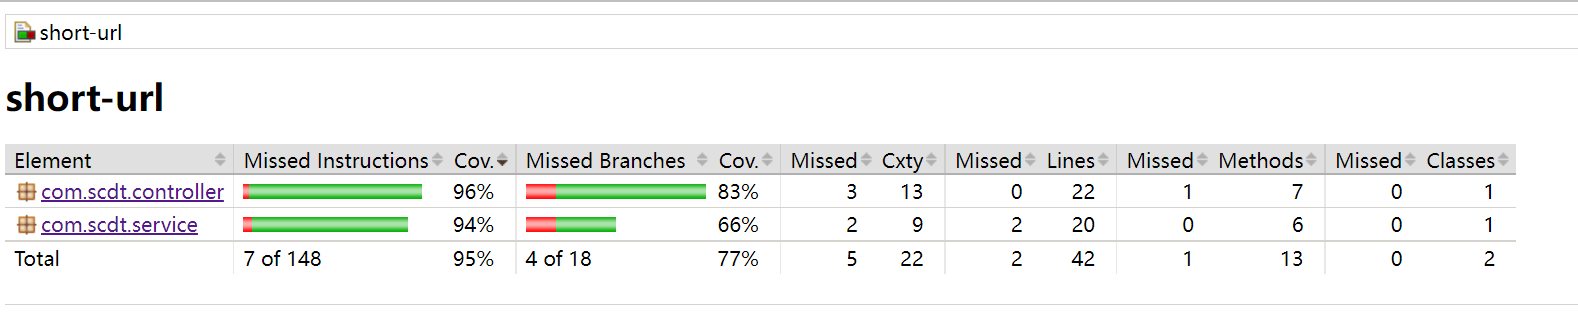 short-url
short-url
Element Missed Instructions Cov. Missed Branches Cov. Missed Cxty Missed Lines Missed Methods Missed Classes
com.scdt.controller 96% 83% 3 13 0 22 1 7 0 1
com.scdt.service 94% 66% 2 9 2 20 0 6 0 1
Total 7 of 148 95% 4 of 18 77% 5 22 2 42 1 13 0 2